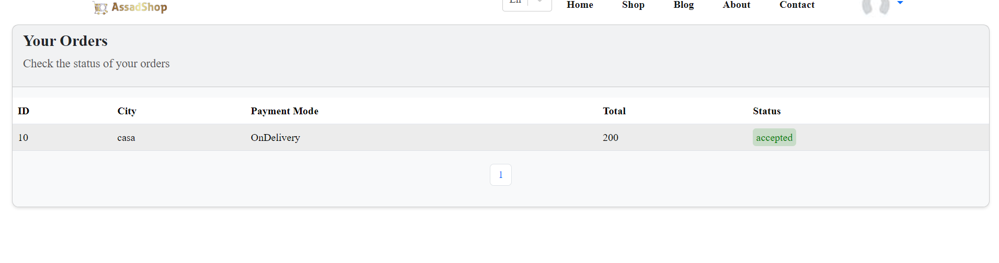 AssadShop
En
Home Shop Blog About Contact
Your Orders
Check the status of your orders
ID City Payment Mode Total Status
10 casa OnDelivery 200 accepted
1